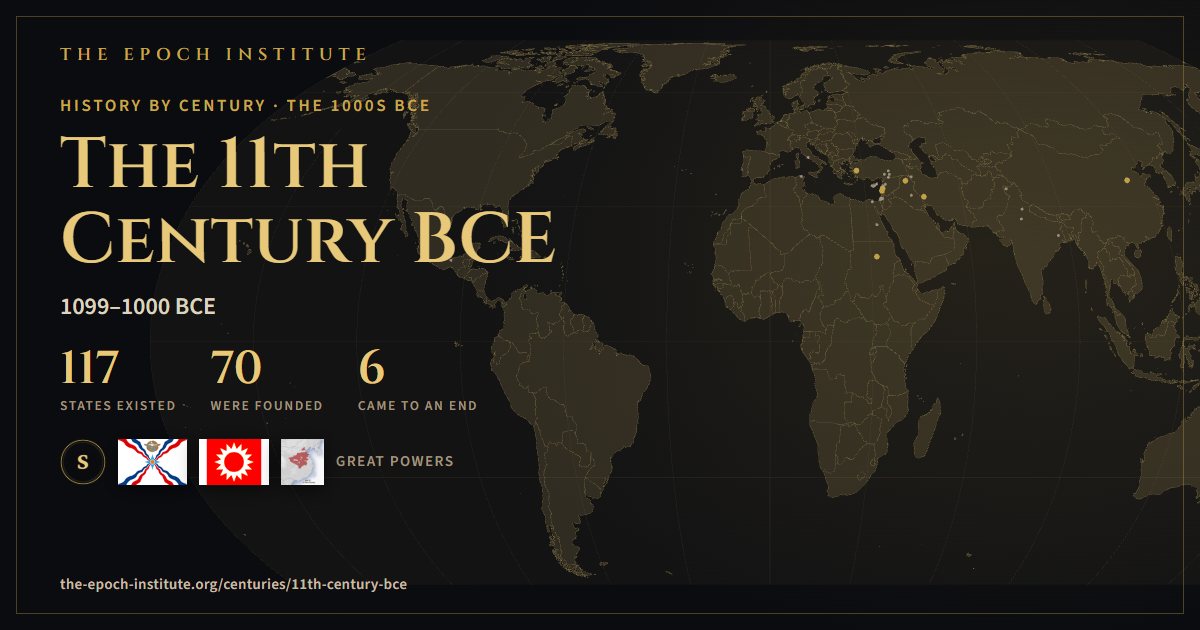 THE EPOCH INSTITUTE
HISTORY BY CENTURY · THE 1000S BCE
THE 11TH
CENTURY BCE
1099–1000 BCE
117 70 6
STATES EXISTED WERE FOUNDED CAME TO AN END
S GREAT POWERS
the-epoch-institute.org/centuries/11th-century-bce